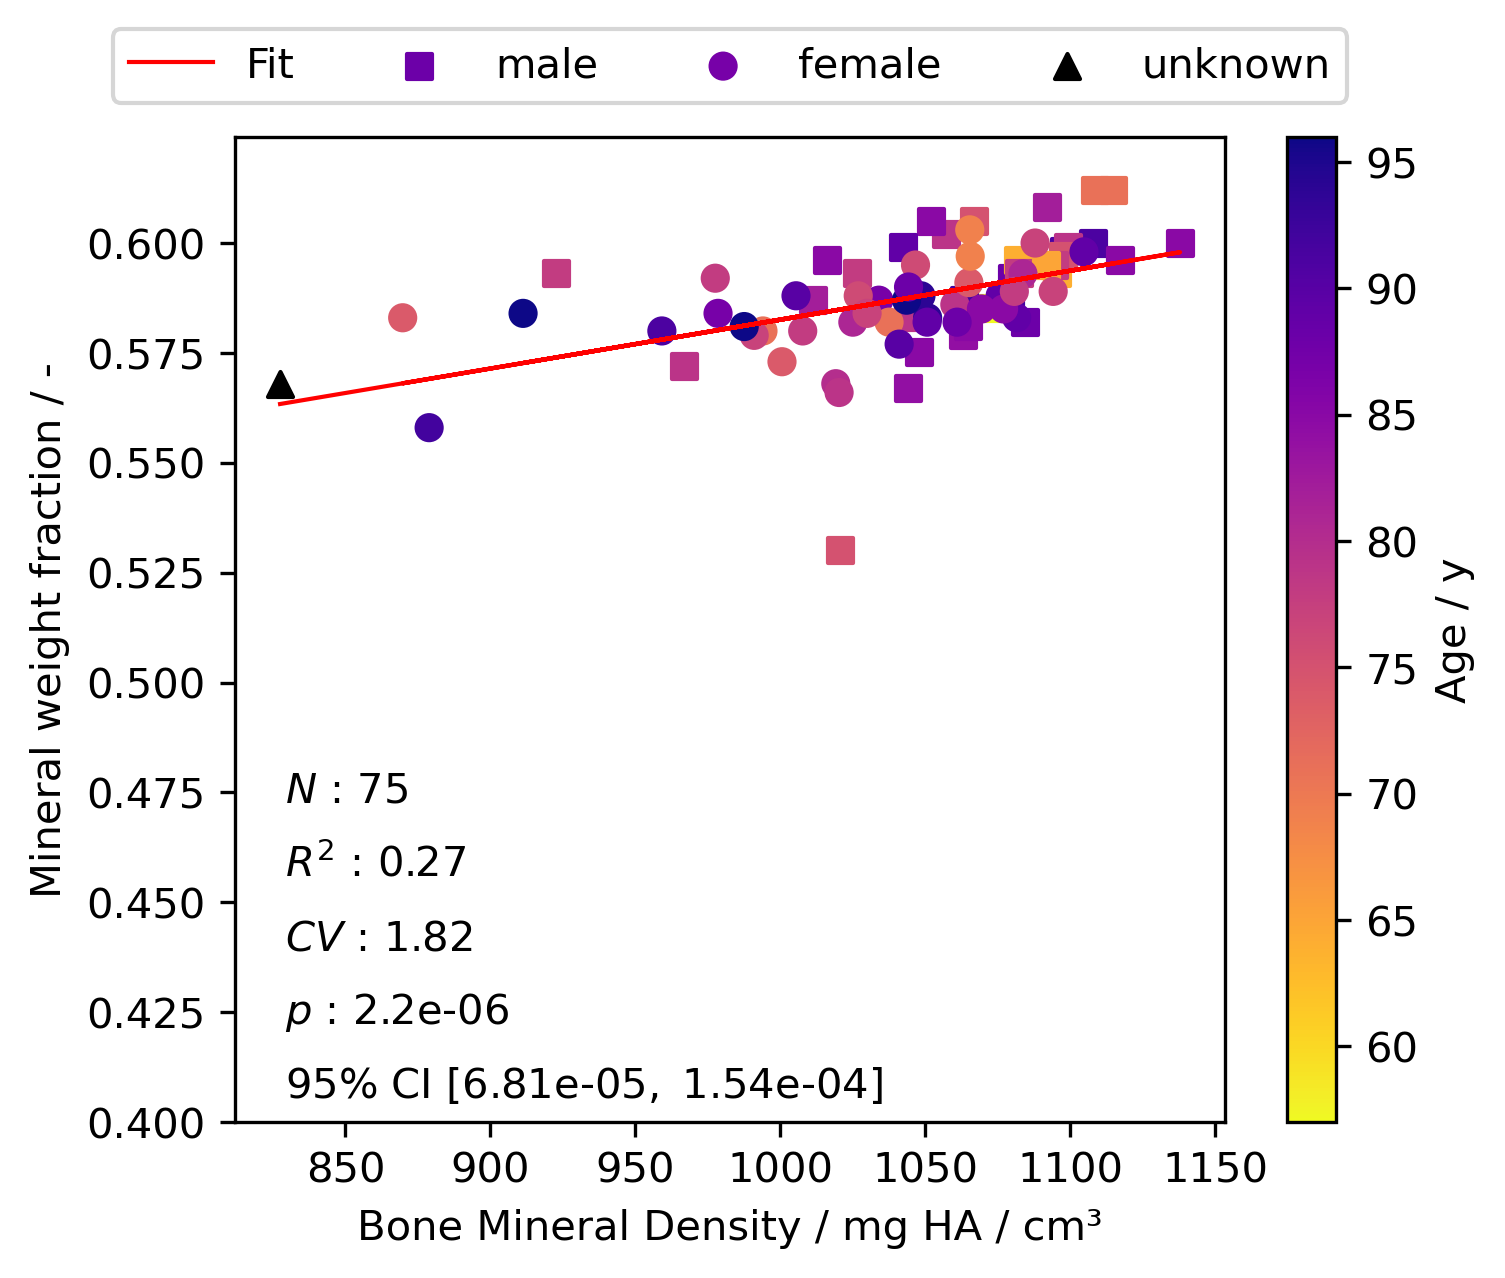 Fit male female unknown
0.600
0.575
0.550
0.525
0.500
0.475
0.450
0.425
0.400
Mineral weight fraction / -
N : 75
R² : 0.27
CV : 1.82
p : 2.2e-06
95% CI [6.81e-05, 1.54e-04]
850 900 950 1000 1050 1100 1150
Bone Mineral Density / mg HA / cm³
95
90
85
80
75
70
65
60
Age / y